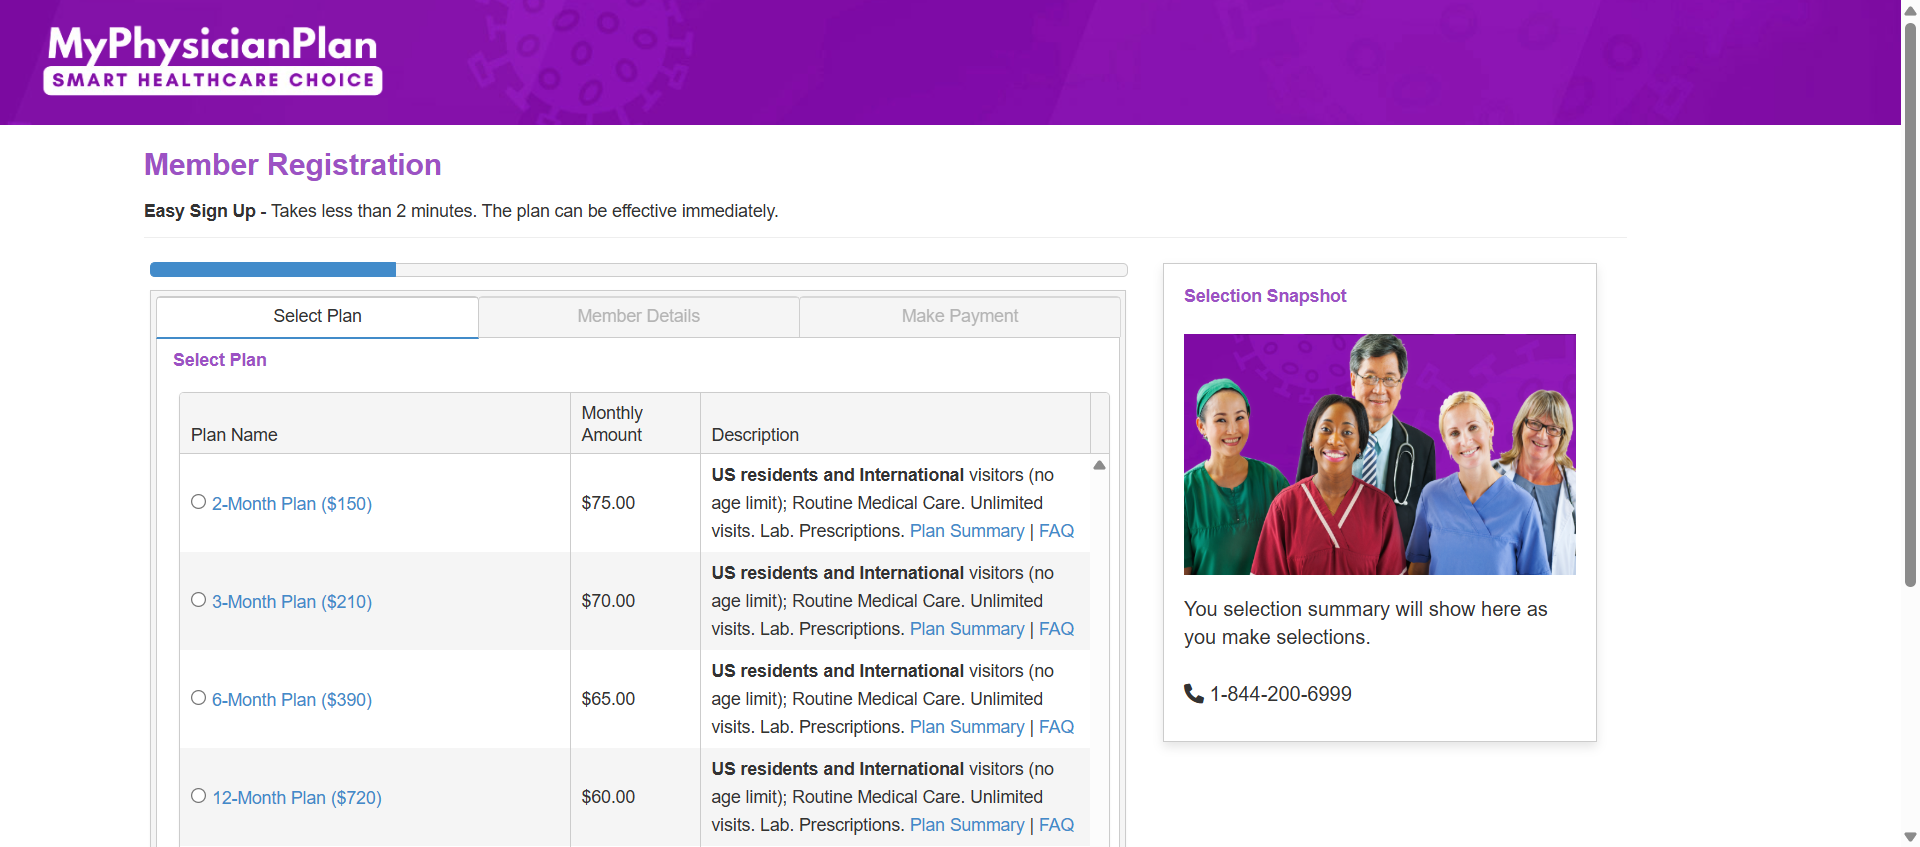 MyPhysicianPlan
SMART HEALTHCARE CHOICE
Member Registration
Easy Sign Up - Takes less than 2 minutes. The plan can be effective immediately.
Select Plan
Member Details
Make Payment
Select Plan
Plan Name
Monthly
Amount
Description
2-Month Plan ($150)
$75.00
US residents and International visitors (no
age limit); Routine Medical Care. Unlimited
visits. Lab. Prescriptions. Plan Summary | FAQ
3-Month Plan ($210)
$70.00
US residents and International visitors (no
age limit); Routine Medical Care. Unlimited
visits. Lab. Prescriptions. Plan Summary | FAQ
6-Month Plan ($390)
$65.00
US residents and International visitors (no
age limit); Routine Medical Care. Unlimited
visits. Lab. Prescriptions. Plan Summary | FAQ
12-Month Plan ($720)
$60.00
US residents and International visitors (no
age limit); Routine Medical Care. Unlimited
visits. Lab. Prescriptions. Plan Summary | FAQ
Selection Snapshot
You selection summary will show here as
you make selections.
1-844-200-6999